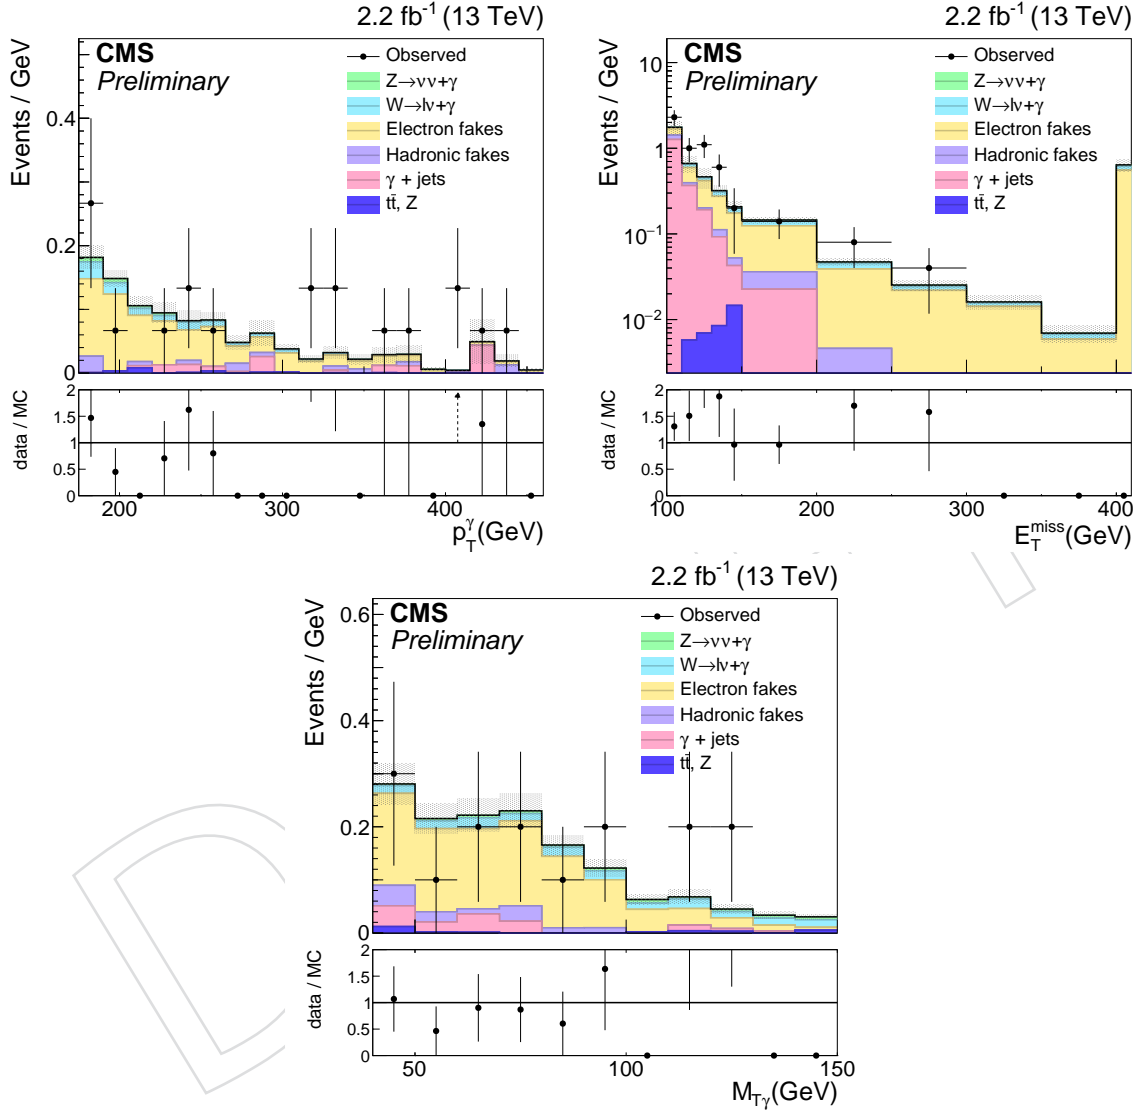 2.2 fb⁻¹ (13 TeV)
CMS
Preliminary
Observed
Z→νν+γ
W→lν+γ
Electron fakes
Hadronic fakes
γ + jets
tt̄, Z
Events / GeV
0.4
0.2
0
data / MC
2
1.5
1
0.5
0
200 300 400
p_T^γ(GeV)
2.2 fb⁻¹ (13 TeV)
CMS
Preliminary
Observed
Z→νν+γ
W→lν+γ
Electron fakes
Hadronic fakes
γ + jets
tt̄, Z
Events / GeV
10
1
10⁻¹
10⁻²
data / MC
2
1.5
1
0.5
0
100 200 300 400
E_T^miss(GeV)
2.2 fb⁻¹ (13 TeV)
CMS
Preliminary
Observed
Z→νν+γ
W→lν+γ
Electron fakes
Hadronic fakes
γ + jets
tt̄, Z
Events / GeV
0.6
0.4
0.2
0
data / MC
2
1.5
1
0.5
0
50 100 150
M_Tγ(GeV)